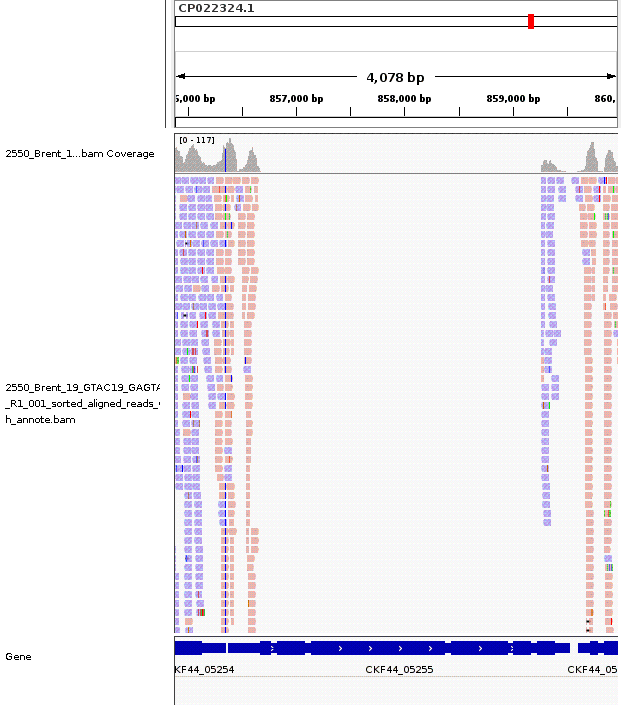 CP022324.1
4,078 bp
5,000 bp 857,000 bp 858,000 bp 859,000 bp 860,
[0 - 117]
2550_Brent_1...bam Coverage
2550_Brent_19_GTAC19_GAGTA
_R1_001_sorted_aligned_reads_
h_annote.bam
Gene
KF44_05254 CKF44_05255 CKF44_05